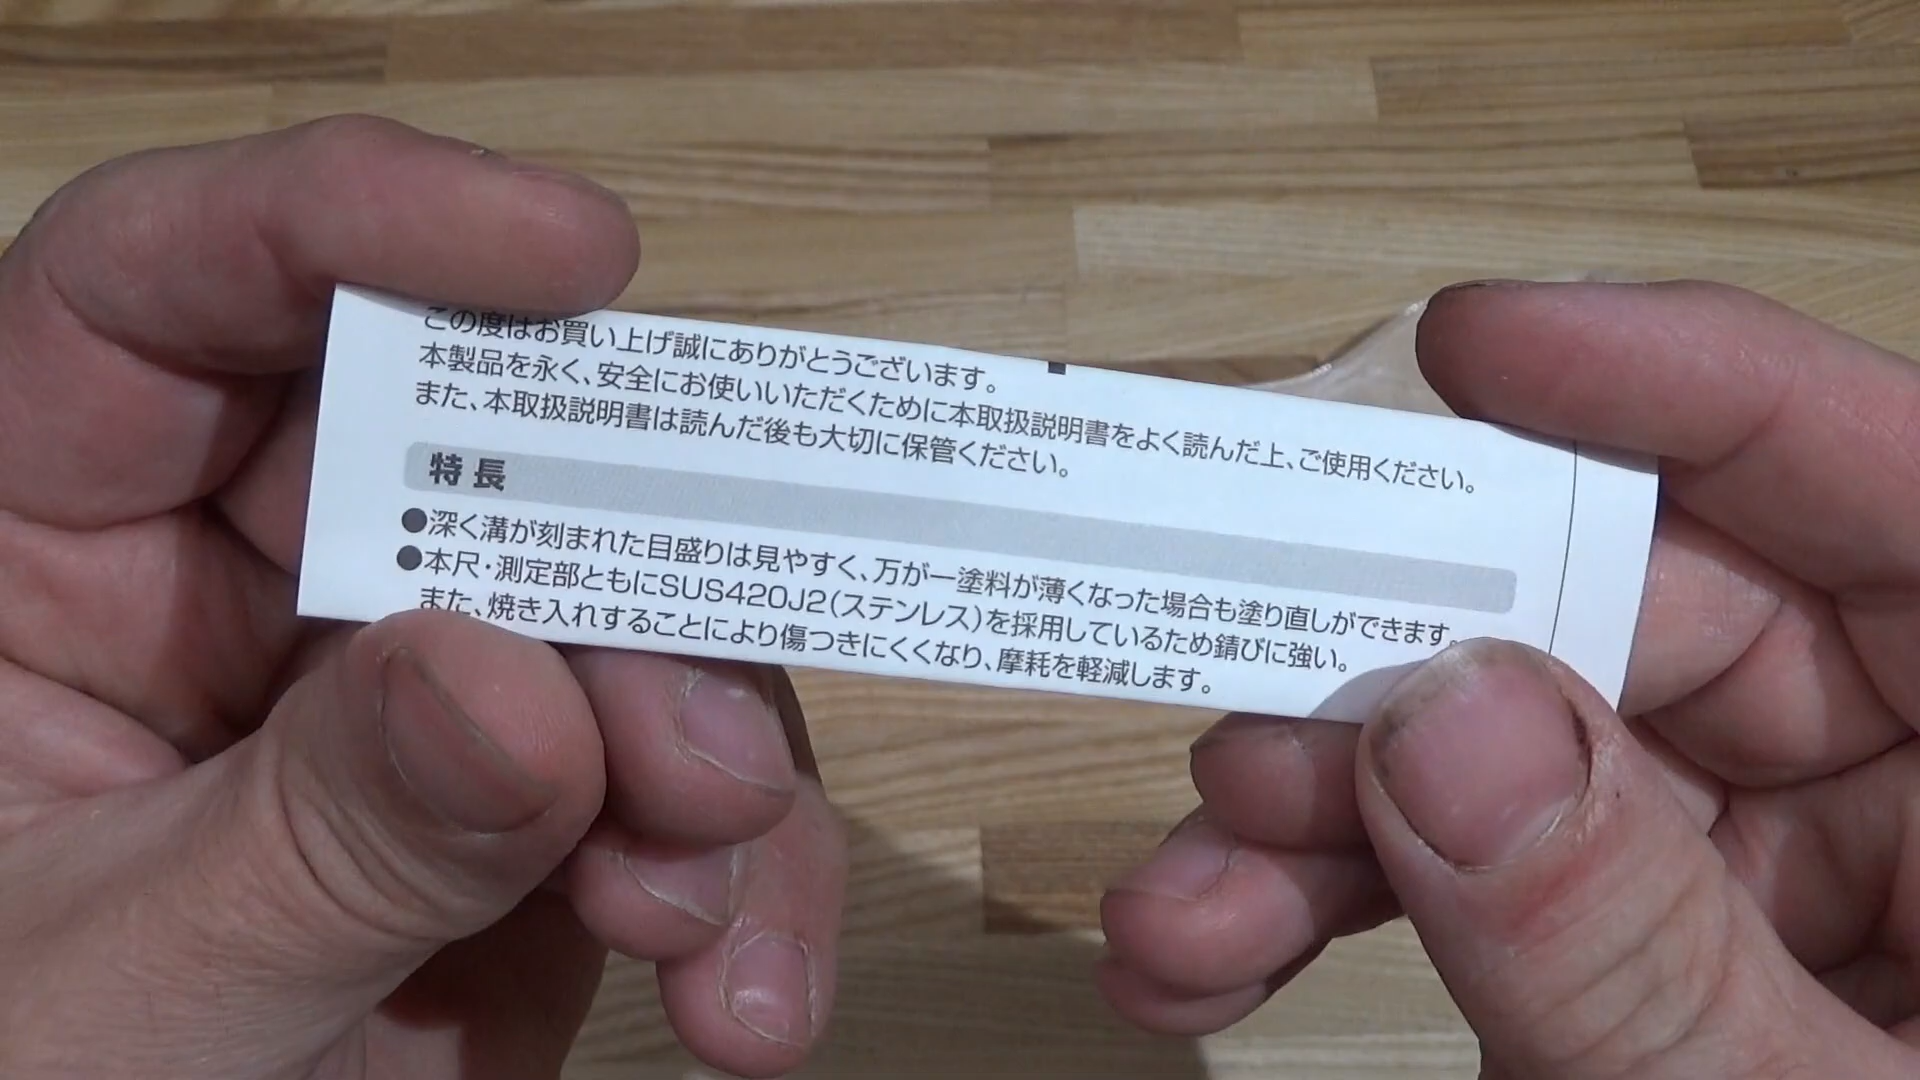 この度はお買い上げ誠にありがとうございます。
本製品を永く、安全にお使いいただくために本取扱説明書をよく読んだ上、ご使用ください。
また、本取扱説明書は読んだ後も大切に保管ください。
特長
●深く溝が刻まれた目盛りは見やすく、万が一塗料が薄くなった場合も塗り直しができます。
●本尺・測定部ともにSUS420J2(ステンレス)を採用しているため錆びに強い。
また、焼き入れすることにより傷つきにくくなり、摩耗を軽減します。